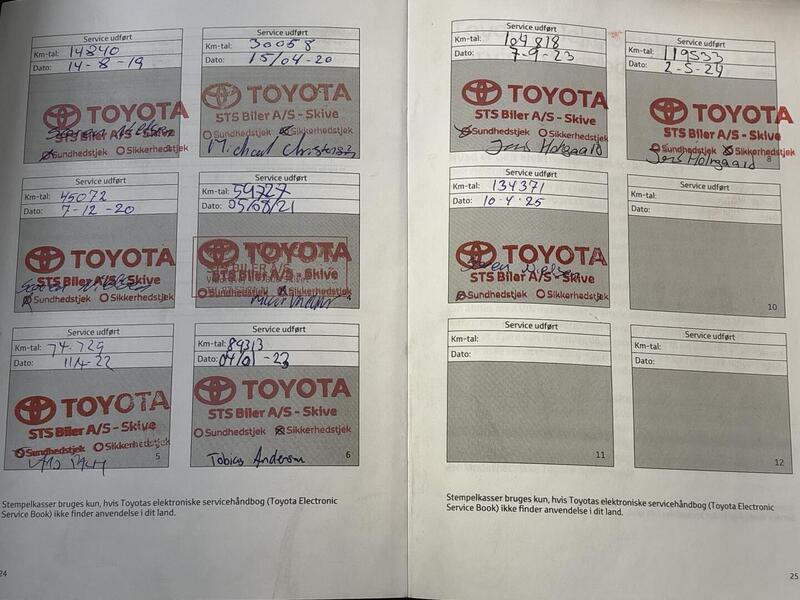 Service udført
Km-tal: 14840
Dato: 14-8-19
TOYOTA
STS Biler A/S - Skive
Sundhedstjek Sikkerhedstjek
Service udført
Km-tal: 30058
Dato: 15/04-20
TOYOTA
STS Biler A/S - Skive
Sundhedstjek Sikkerhedstjek
Michael Christensen
Service udført
Km-tal: 45072
Dato: 7-12-20
TOYOTA
STS Biler A/S - Skive
Sundhedstjek Sikkerhedstjek
Service udført
Km-tal: 59727
Dato: 05/08/21
TOYOTA
STS Biler A/S - Skive
Sundhedstjek Sikkerhedstjek
4
Service udført
Km-tal: 74.729
Dato: 11/4-22
TOYOTA
STS Biler A/S - Skive
Sundhedstjek Sikkerhedstjek
5
Service udført
Km-tal: 89313
Dato: 04/01-23
TOYOTA
STS Biler A/S - Skive
Sundhedstjek Sikkerhedstjek
Tobias Andersen 6
Stempelkasser bruges kun, hvis Toyotas elektroniske servicehåndbog (Toyota Electronic
Service Book) ikke finder anvendelse i dit land.
24
Service udført
Km-tal: 104818
Dato: 7-9-23
TOYOTA
STS Biler A/S - Skive
Sundhedstjek Sikkerhedstjek
Jens Holtgaard
Service udført
Km-tal: 119533
Dato: 2-5-24
TOYOTA
STS Biler A/S - Skive
Sundhedstjek Sikkerhedstjek
Jens Holtgaard 8
Service udført
Km-tal: 134371
Dato: 10-4-25
TOYOTA
STS Biler A/S - Skive
Sundhedstjek Sikkerhedstjek
Service udført
Km-tal:
Dato:
10
Service udført
Km-tal:
Dato:
11
Service udført
Km-tal:
Dato:
12
Stempelkasser bruges kun, hvis Toyotas elektroniske servicehåndbog (Toyota Electronic
Service Book) ikke finder anvendelse i dit land.
25